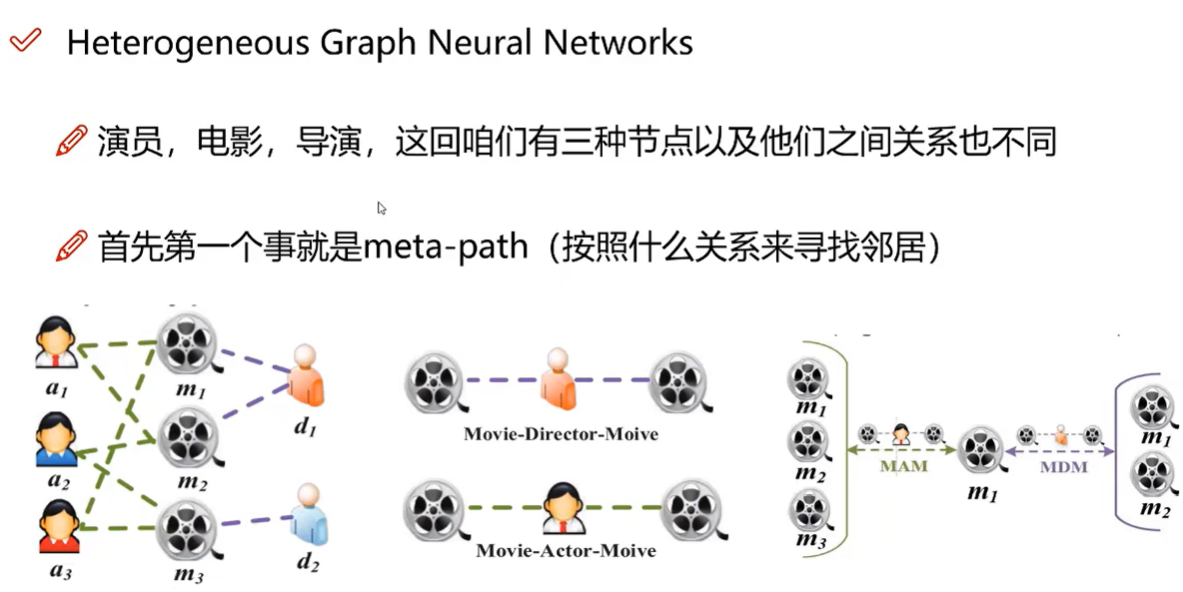 Heterogeneous Graph Neural Networks
演员，电影，导演，这回咱们有三种节点以及他们之间关系也不同
首先第一个事就是meta-path（按照什么关系来寻找邻居）
a1
m1
d1
a2
m2
a3
m3
d2
Movie-Director-Moive
Movie-Actor-Moive
m1
m2
m3
MAM
m1
MDM
m1
m2